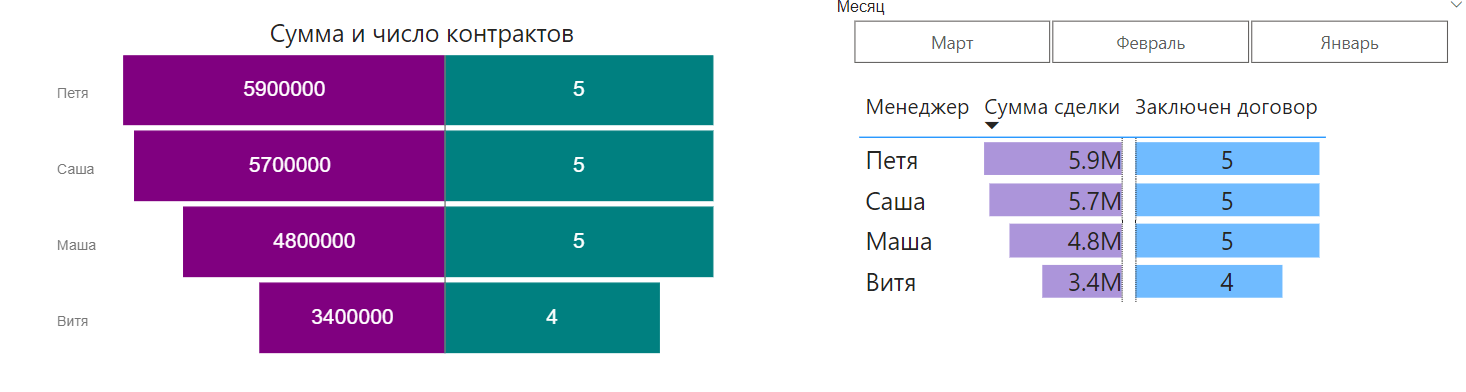 Сумма и число контрактов
Петя 5900000 5
Саша 5700000 5
Маша 4800000 5
Витя 3400000 4
Месяц
Март Февраль Январь
Менеджер Сумма сделки Заключен договор
Петя 5.9M 5
Саша 5.7M 5
Маша 4.8M 5
Витя 3.4M 4